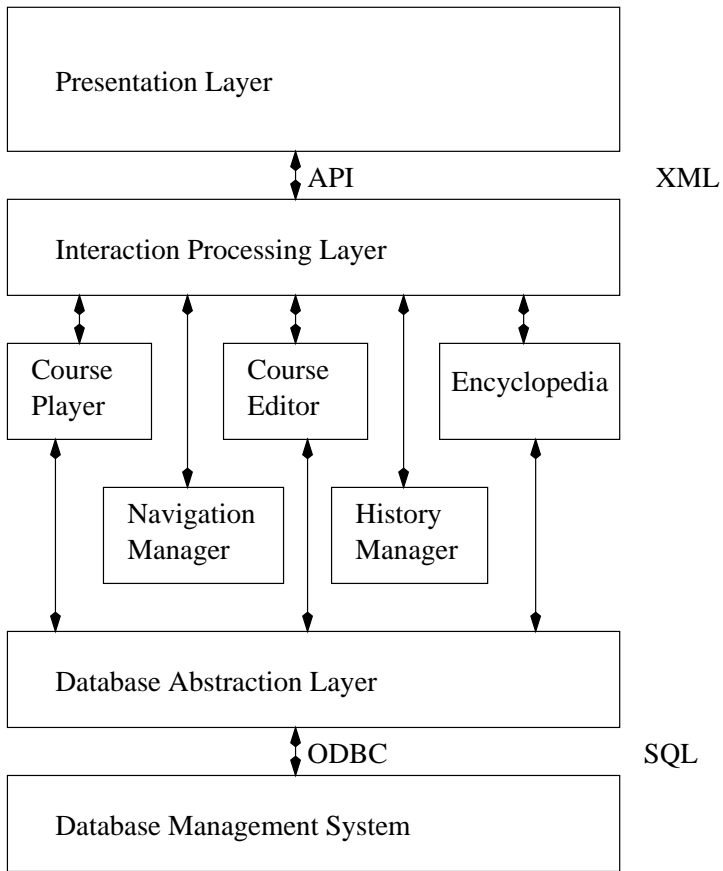 Presentation Layer
API XML
Interaction Processing Layer
Course
Player
Course
Editor
Encyclopedia
Navigation
Manager
History
Manager
Database Abstraction Layer
ODBC SQL
Database Management System